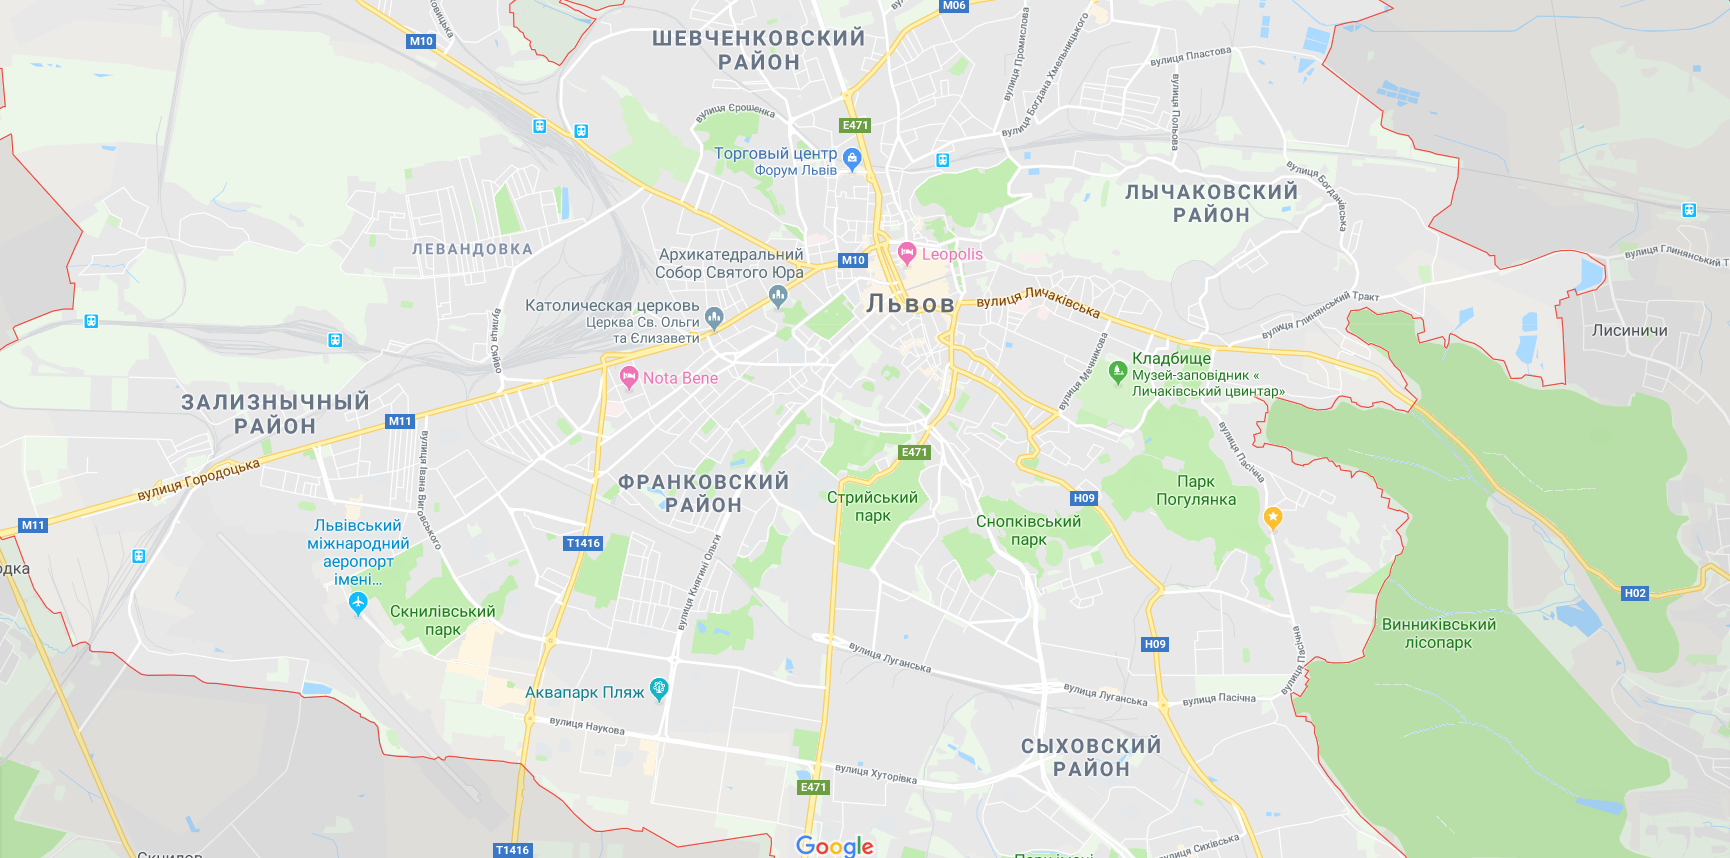 M06
M10
ШЕВЧЕНКОВСКИЙ
РАЙОН
вулиця Промислова
вулиця Богдана Хмельницького
вулиця Пластова
вулиця Польова
вулиця Єрошенка
E471
Торговый центр
Форум Львів
вулиця Богданівська
ЛЫЧАКОВСКИЙ
РАЙОН
ЛЕВАНДОВКА
Архикатедральний
Собор Святого Юра
M10
Leopolis
вулиця Глинянський Т
Католическая церковь
Церква Св. Ольги
та Єлизавети
Львов
вулиця Личаківська
вулиця Глинянський Тракт
Лисиничи
вулиця Сяйво
вулиця Мечникова
Кладбище
Музей-заповідник «
Личаківський цвинтар»
Nota Bene
ЗАЛИЗНЫЧНЫЙ
РАЙОН
M11
вулиця Городоцька
вулиця Івана Виговського
вулиця Пасічна
E471
ФРАНКОВСКИЙ
РАЙОН
Стрийський
парк
H09
Парк
Погулянка
Снопківський
парк
M11
Львівський
міжнародний
аеропорт
імені...
T1416
вулиця Княгині Ольги
одка
H02
Скнилівський
парк
Винниківський
лісопарк
H09
вулиця Пасічна
вулиця Луганська
вулиця Луганська
вулиця Пасічна
Аквапарк Пляж
вулиця Наукова
СЫХОВСКИЙ
РАЙОН
вулиця Хуторівка
E471
Google
T1416
вулиця Сихівська